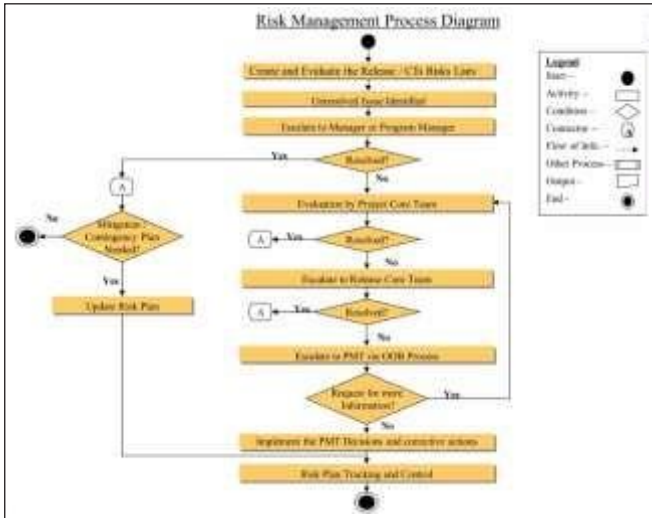 Risk Management Process Diagram
Create and Evaluate the Release / CTs Risks Lists
Unresolved Issue Identified
Escalate to Manager or Program Manager
Yes
Resolved?
No
A
Evaluation by Project Core Team
No
Mitigation
Contingency Plan
Needed?
A
Yes
Resolved?
No
Yes
Escalate to Release Core Team
Update Risk Plan
A
Yes
Resolved?
No
Escalate to PMT via OOB Process
Request for more
Information?
Yes
No
Implement the PMT Decisions and corrective actions
Risk Plan Tracking and Control
Legend
Activity
Condition
Connector
A
Flow of Info.
Other Process
Output
End